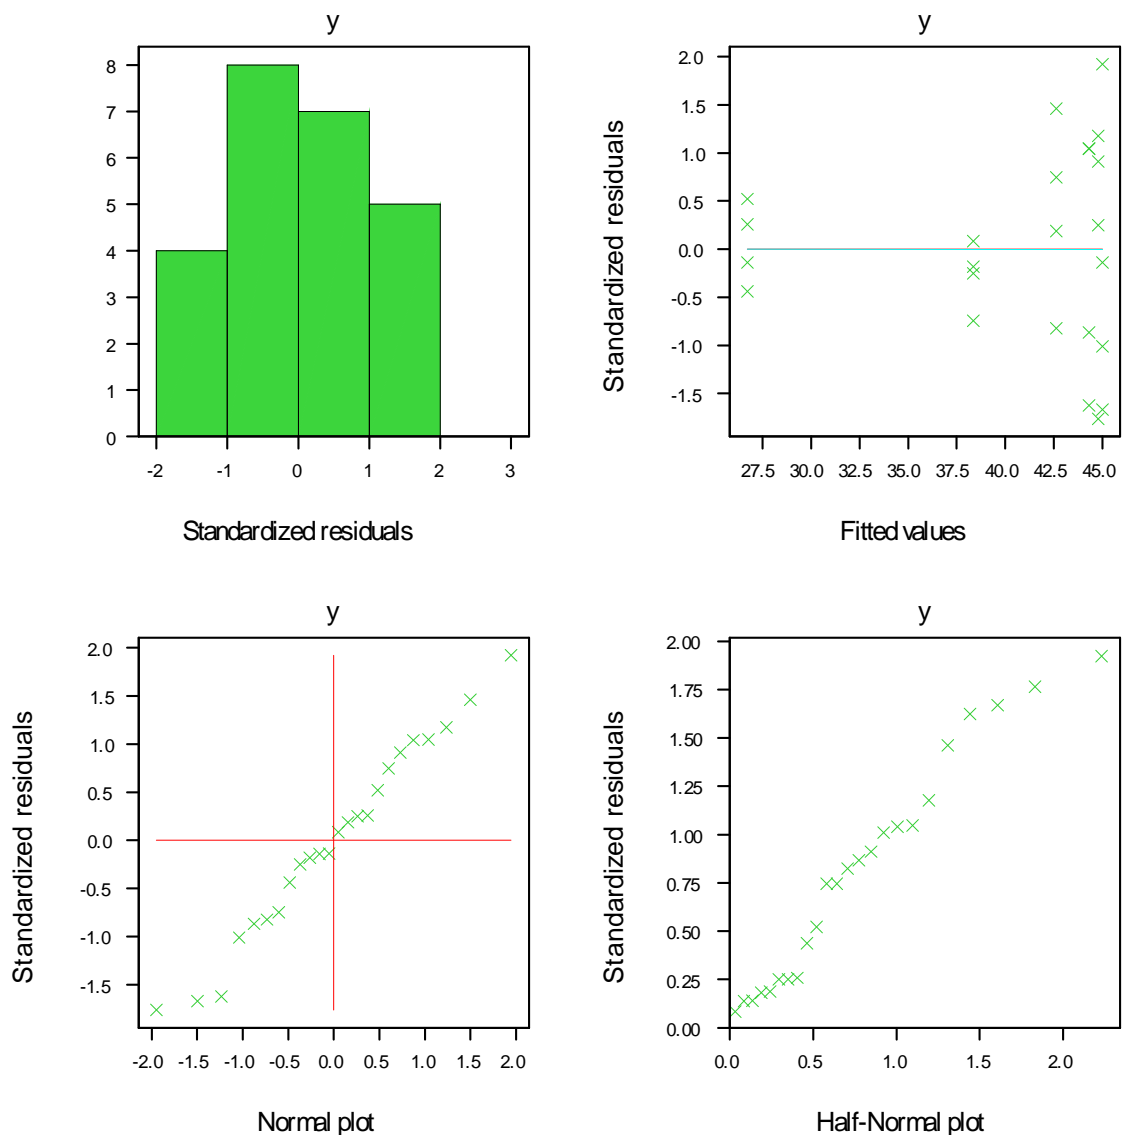 y
8
7
6
5
4
3
2
1
0
-2 -1 0 1 2 3
Standardized residuals
y
Standardized residuals
2.0
1.5
1.0
0.5
0.0
-0.5
-1.0
-1.5
27.5 30.0 32.5 35.0 37.5 40.0 42.5 45.0
Fitted values
y
Standardized residuals
2.0
1.5
1.0
0.5
0.0
-0.5
-1.0
-1.5
-2.0 -1.5 -1.0 -0.5 0.0 0.5 1.0 1.5 2.0
Normal plot
y
Standardized residuals
2.00
1.75
1.50
1.25
1.00
0.75
0.50
0.25
0.00
0.0 0.5 1.0 1.5 2.0
Half-Normal plot